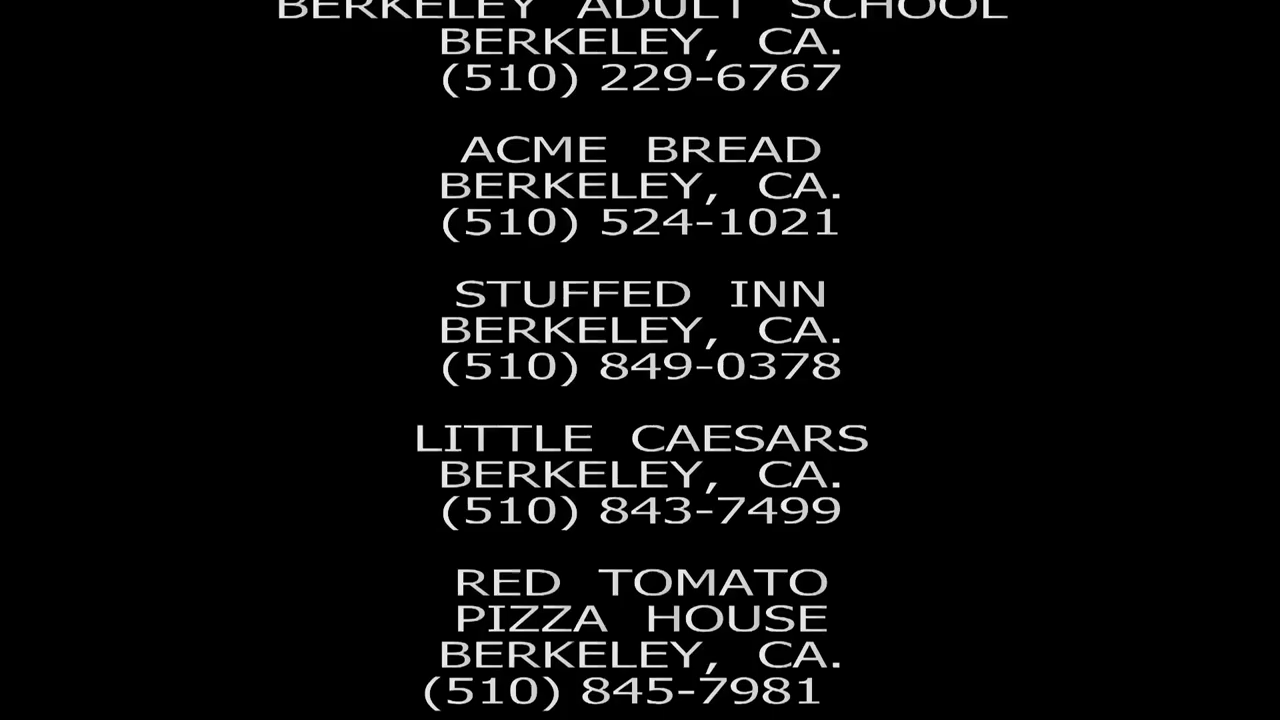 BERKELEY ADULT SCHOOL
BERKELEY, CA.
(510) 229-6767
ACME BREAD
BERKELEY, CA.
(510) 524-1021
STUFFED INN
BERKELEY, CA.
(510) 849-0378
LITTLE CAESARS
BERKELEY, CA.
(510) 843-7499
RED TOMATO
PIZZA HOUSE
BERKELEY, CA.
(510) 845-7981